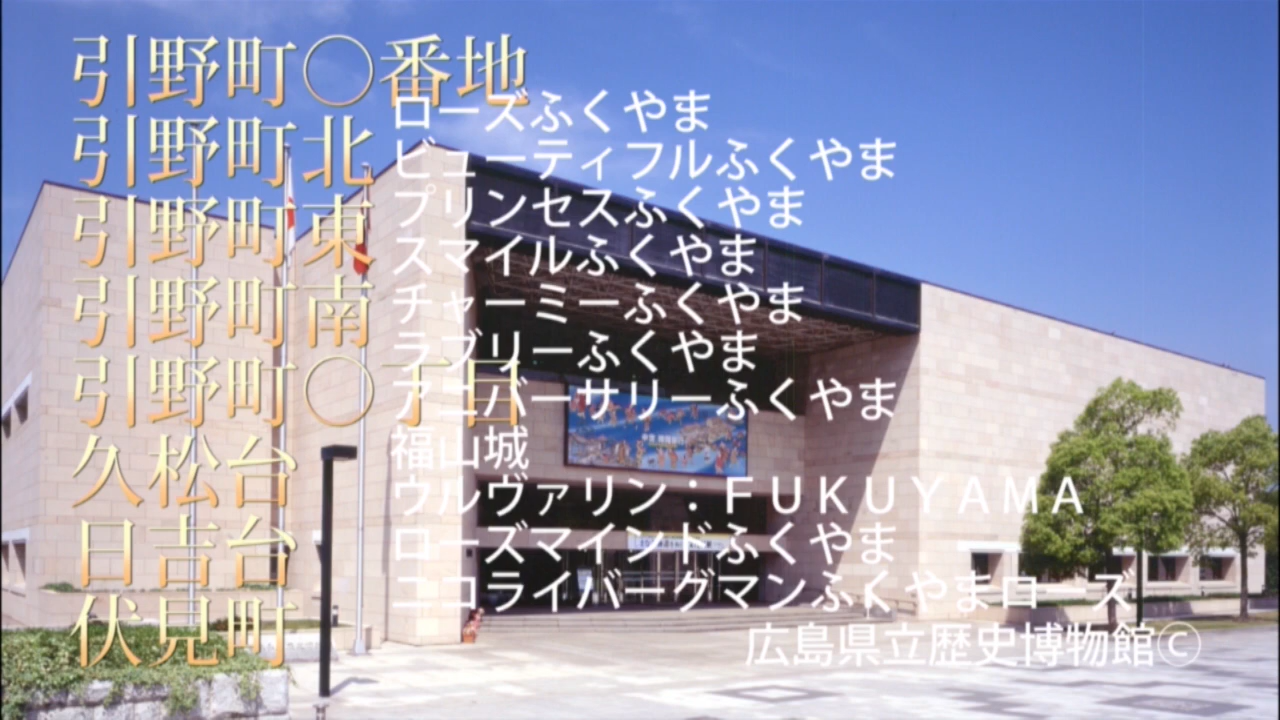 引野町〇番地
引野町北
引野町東
引野町南
引野町〇丁目
久松台
日吉台
伏見町
ローズふくやま
ビューティフルふくやま
プリンセスふくやま
スマイルふくやま
チャーミーふくやま
ラブリーふくやま
アニバーサリーふくやま
福山城
ウルヴァリン：ＦＵＫＵＹＡＭＡ
ローズマインドふくやま
ニコライバーグマンふくやまローズ
広島県立歴史博物館©